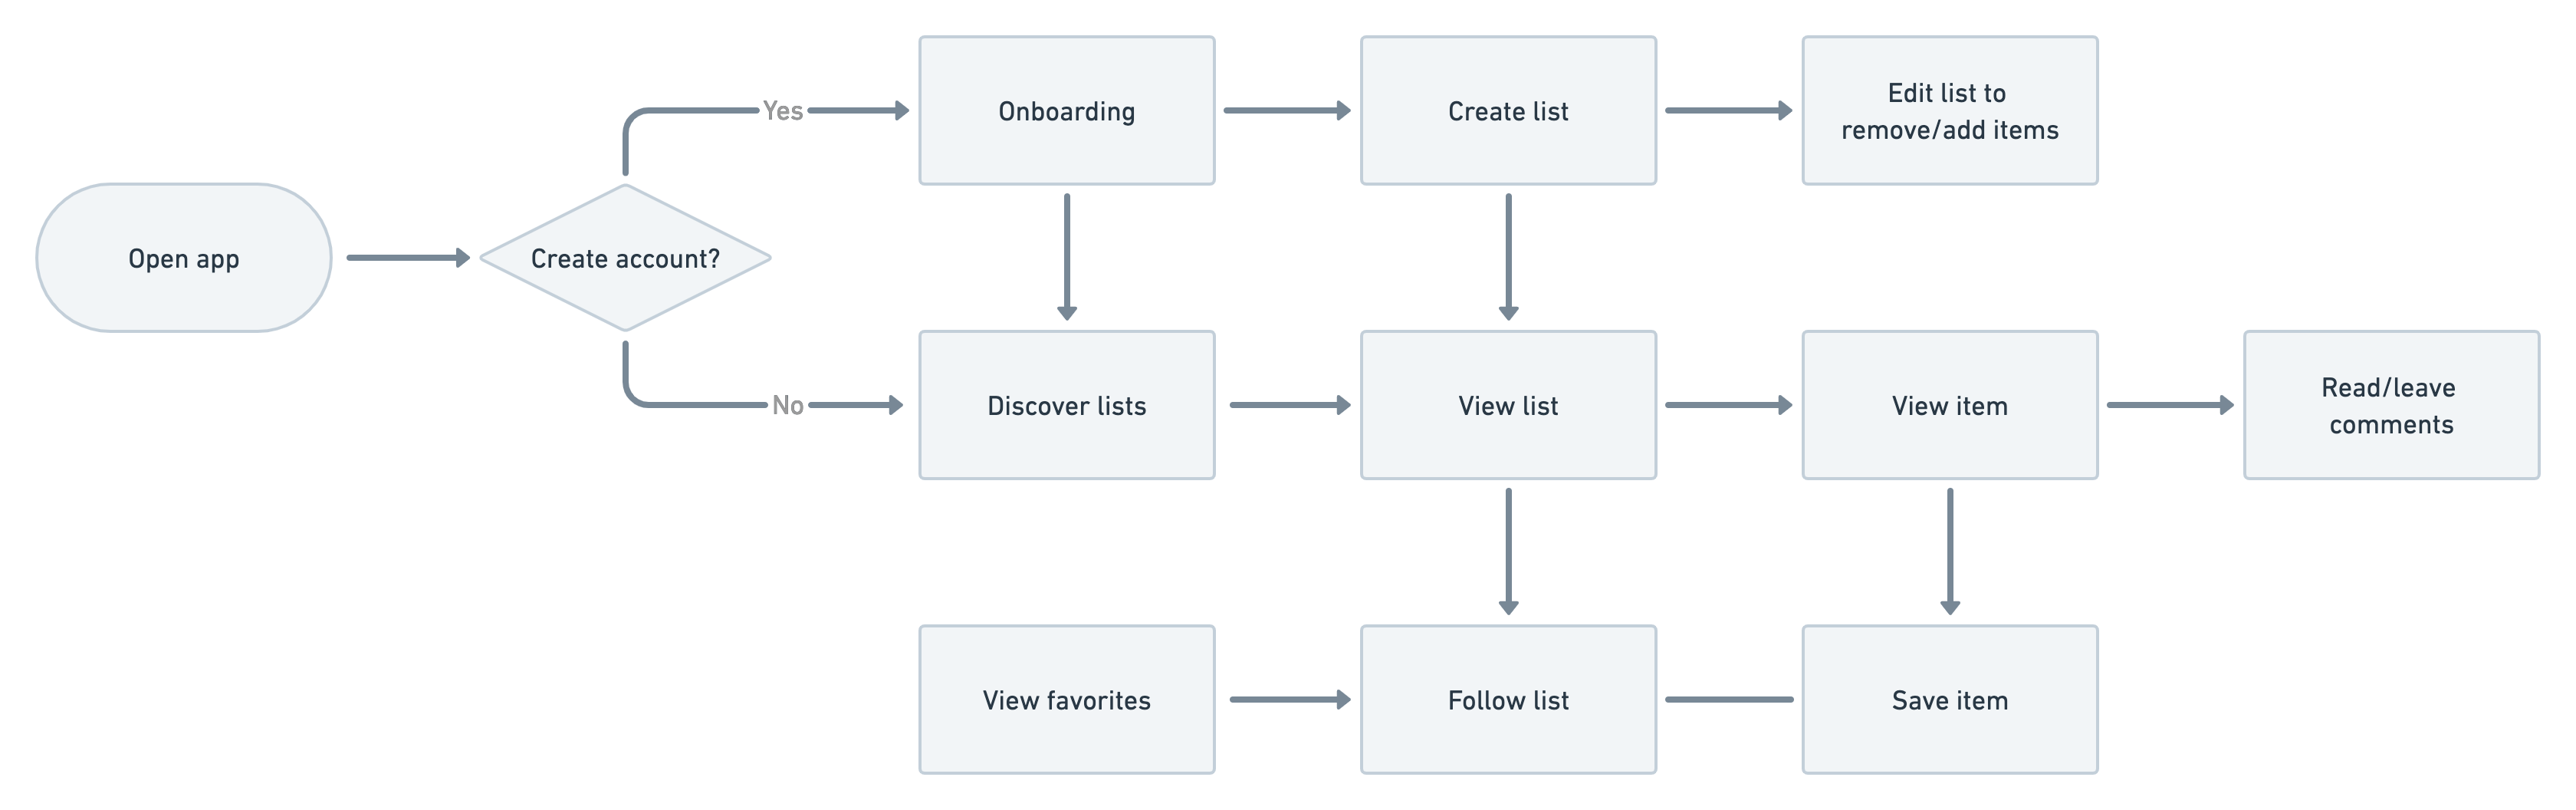 Yes
Onboarding
Create list
Edit list to
remove/add items
Open app
Create account?
No
Discover lists
View list
View item
Read/leave
comments
View favorites
Follow list
Save item